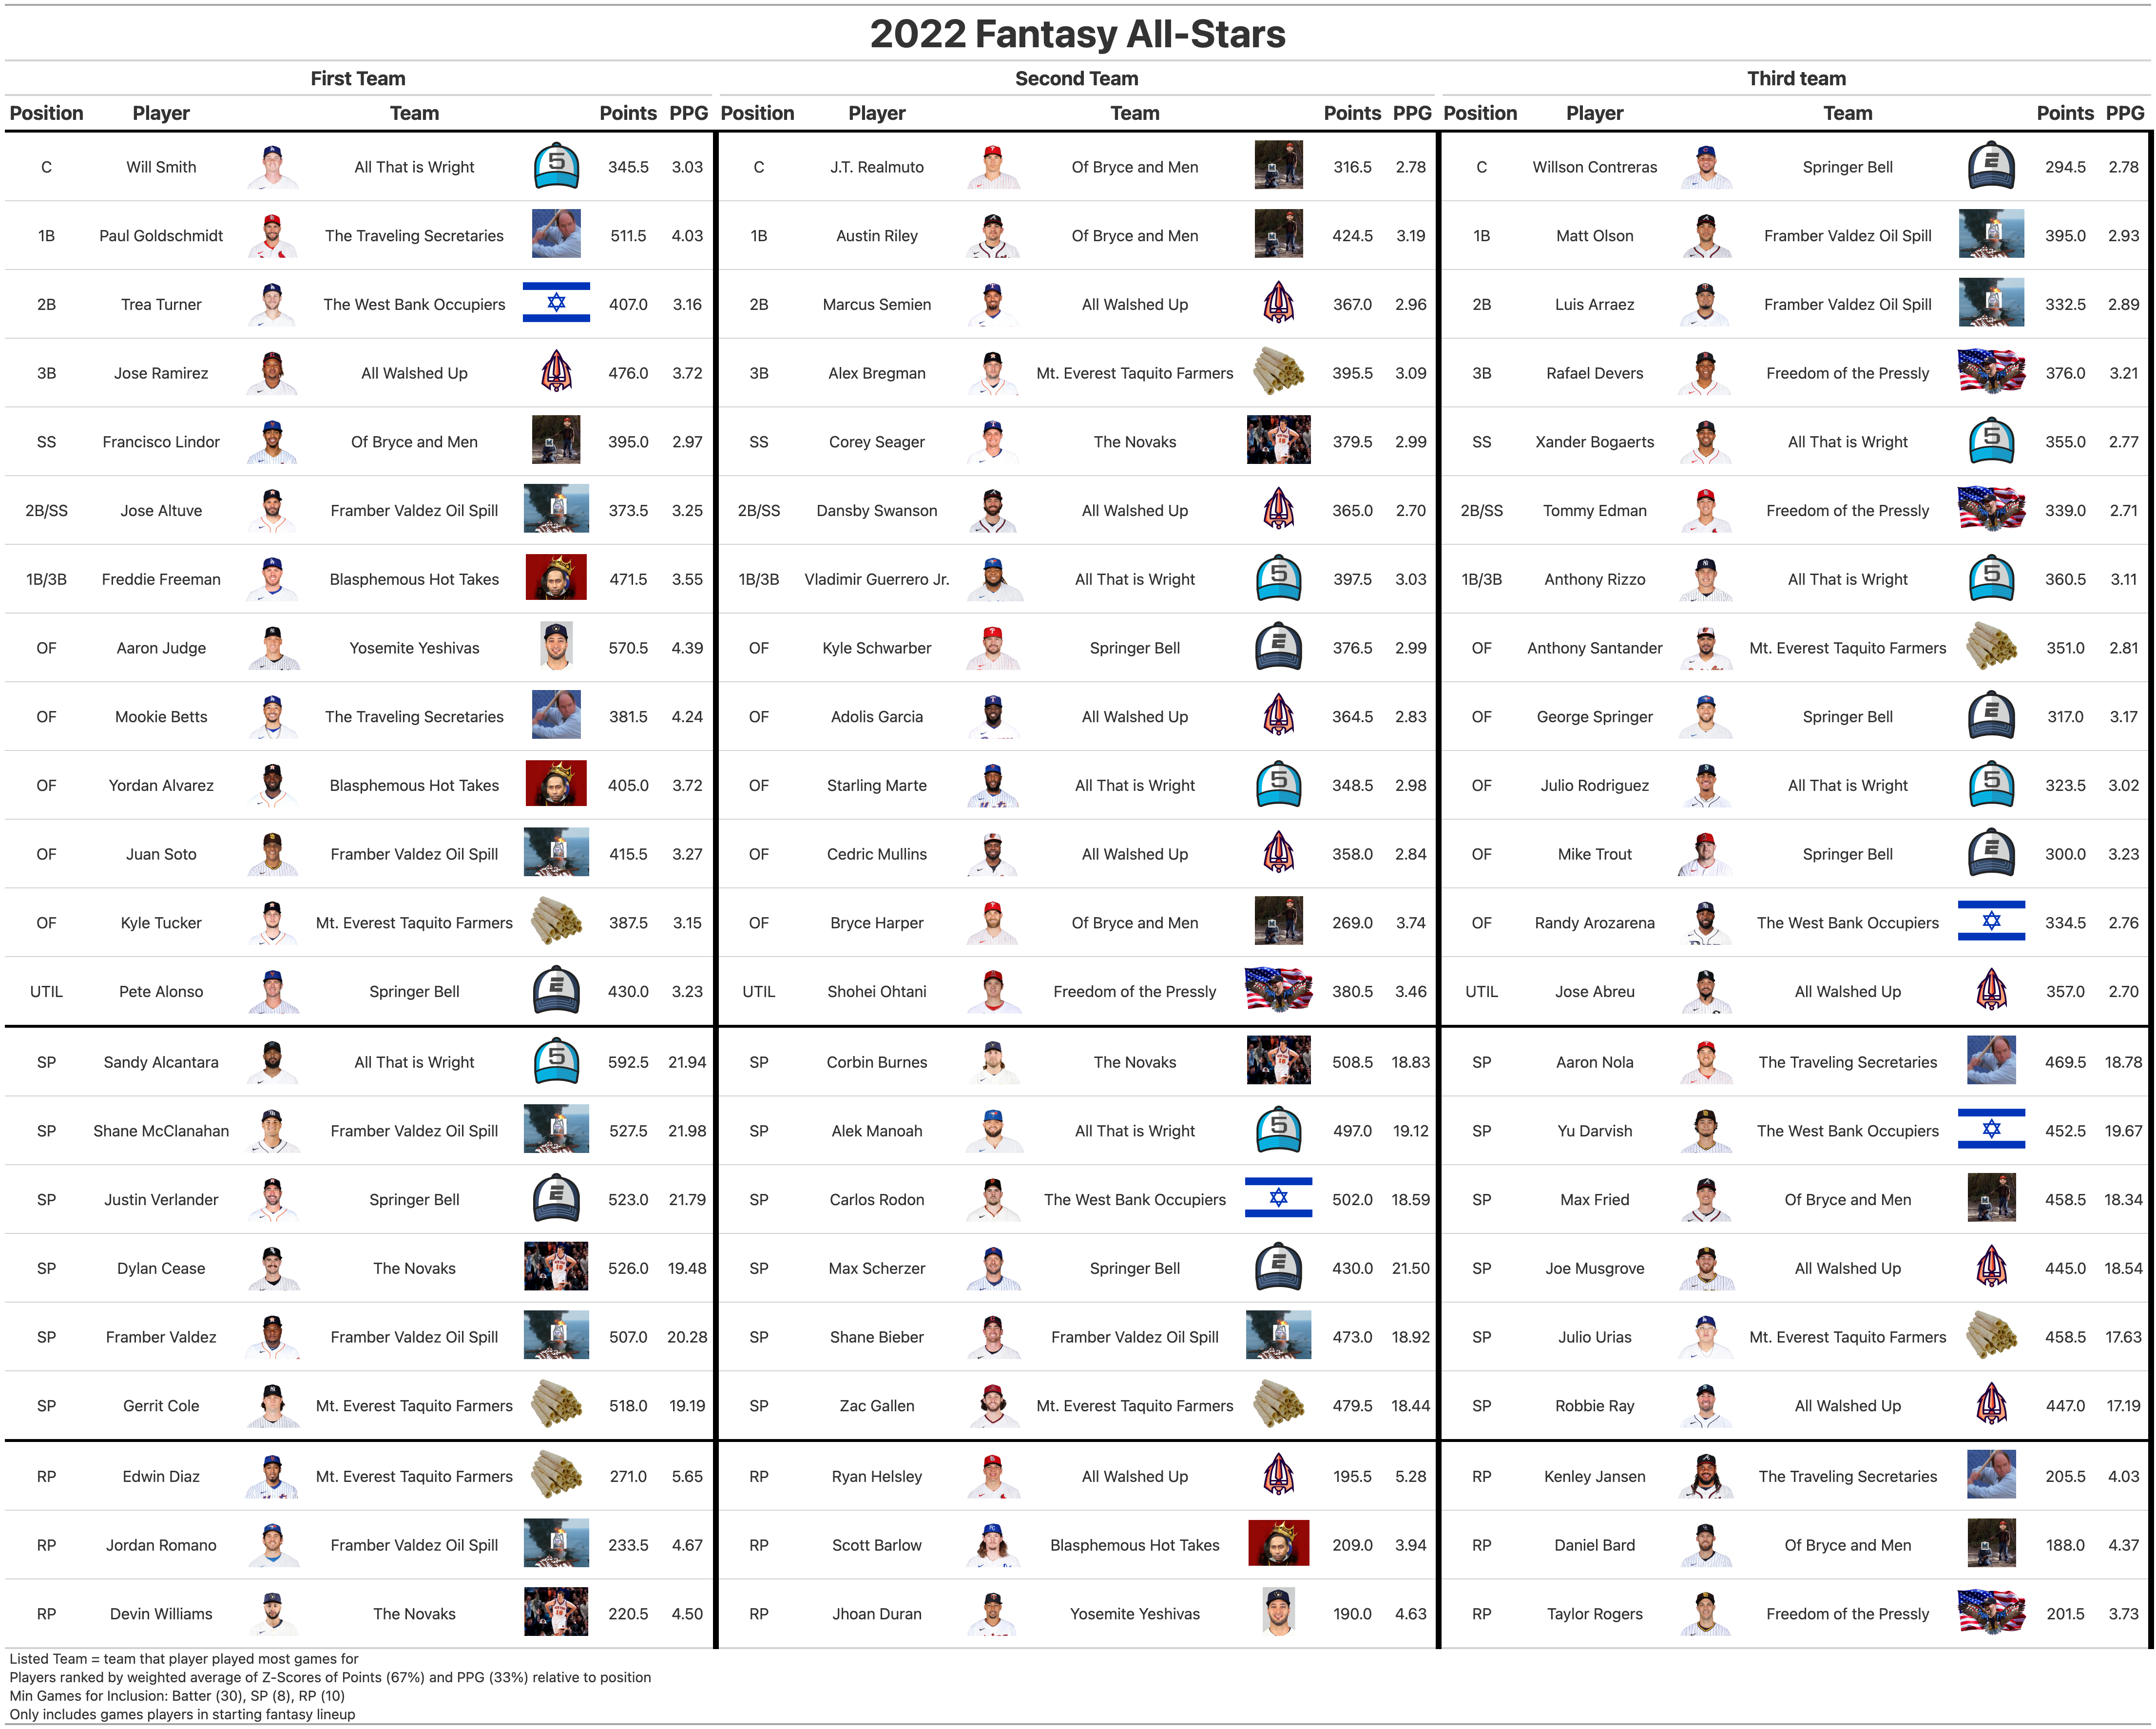 2022 Fantasy All-Stars
First Team Second Team Third team
Position Player Team Points PPG Position Player Team Points PPG Position Player Team Points PPG
C Will Smith All That is Wright 5 345.5 3.03 C J.T. Realmuto Of Bryce and Men 316.5 2.78 C Willson Contreras Springer Bell 294.5 2.78
1B Paul Goldschmidt The Traveling Secretaries 511.5 4.03 1B Austin Riley Of Bryce and Men 424.5 3.19 1B Matt Olson Framber Valdez Oil Spill 395.0 2.93
2B Trea Turner The West Bank Occupiers 407.0 3.16 2B Marcus Semien All Walshed Up 367.0 2.96 2B Luis Arraez Framber Valdez Oil Spill 332.5 2.89
3B Jose Ramirez All Walshed Up 476.0 3.72 3B Alex Bregman Mt. Everest Taquito Farmers 395.5 3.09 3B Rafael Devers Freedom of the Pressly 376.0 3.21
SS Francisco Lindor Of Bryce and Men 395.0 2.97 SS Corey Seager The Novaks 379.5 2.99 SS Xander Bogaerts All That is Wright 5 355.0 2.77
2B/SS Jose Altuve Framber Valdez Oil Spill 373.5 3.25 2B/SS Dansby Swanson All Walshed Up 365.0 2.70 2B/SS Tommy Edman Freedom of the Pressly 339.0 2.71
1B/3B Freddie Freeman Blasphemous Hot Takes 471.5 3.55 1B/3B Vladimir Guerrero Jr. All That is Wright 5 397.5 3.03 1B/3B Anthony Rizzo All That is Wright 5 360.5 3.11
OF Aaron Judge Yosemite Yeshivas 570.5 4.39 OF Kyle Schwarber Springer Bell 376.5 2.99 OF Anthony Santander Mt. Everest Taquito Farmers 351.0 2.81
OF Mookie Betts The Traveling Secretaries 381.5 4.24 OF Adolis Garcia All Walshed Up 364.5 2.83 OF George Springer Springer Bell 317.0 3.17
OF Yordan Alvarez Blasphemous Hot Takes 405.0 3.72 OF Starling Marte All That is Wright 5 348.5 2.98 OF Julio Rodriguez All That is Wright 5 323.5 3.02
OF Juan Soto Framber Valdez Oil Spill 415.5 3.27 OF Cedric Mullins All Walshed Up 358.0 2.84 OF Mike Trout Springer Bell 300.0 3.23
OF Kyle Tucker Mt. Everest Taquito Farmers 387.5 3.15 OF Bryce Harper Of Bryce and Men 269.0 3.74 OF Randy Arozarena The West Bank Occupiers 334.5 2.76
UTIL Pete Alonso Springer Bell 430.0 3.23 UTIL Shohei Ohtani Freedom of the Pressly 380.5 3.46 UTIL Jose Abreu All Walshed Up 357.0 2.70
SP Sandy Alcantara All That is Wright 5 592.5 21.94 SP Corbin Burnes The Novaks 508.5 18.83 SP Aaron Nola The Traveling Secretaries 469.5 18.78
SP Shane McClanahan Framber Valdez Oil Spill 527.5 21.98 SP Alek Manoah All That is Wright 5 497.0 19.12 SP Yu Darvish The West Bank Occupiers 452.5 19.67
SP Justin Verlander Springer Bell 523.0 21.79 SP Carlos Rodon The West Bank Occupiers 502.0 18.59 SP Max Fried Of Bryce and Men 458.5 18.34
SP Dylan Cease The Novaks 526.0 19.48 SP Max Scherzer Springer Bell 430.0 21.50 SP Joe Musgrove All Walshed Up 445.0 18.54
SP Framber Valdez Framber Valdez Oil Spill 507.0 20.28 SP Shane Bieber Framber Valdez Oil Spill 473.0 18.92 SP Julio Urias Mt. Everest Taquito Farmers 458.5 17.63
SP Gerrit Cole Mt. Everest Taquito Farmers 518.0 19.19 SP Zac Gallen Mt. Everest Taquito Farmers 479.5 18.44 SP Robbie Ray All Walshed Up 447.0 17.19
RP Edwin Diaz Mt. Everest Taquito Farmers 271.0 5.65 RP Ryan Helsley All Walshed Up 195.5 5.28 RP Kenley Jansen The Traveling Secretaries 205.5 4.03
RP Jordan Romano Framber Valdez Oil Spill 233.5 4.67 RP Scott Barlow Blasphemous Hot Takes 209.0 3.94 RP Daniel Bard Of Bryce and Men 188.0 4.37
RP Devin Williams The Novaks 220.5 4.50 RP Jhoan Duran Yosemite Yeshivas 190.0 4.63 RP Taylor Rogers Freedom of the Pressly 201.5 3.73
Listed Team = team that player played most games for
Players ranked by weighted average of Z-Scores of Points (67%) and PPG (33%) relative to position
Min Games for Inclusion: Batter (30), SP (8), RP (10)
Only includes games players in starting fantasy lineup